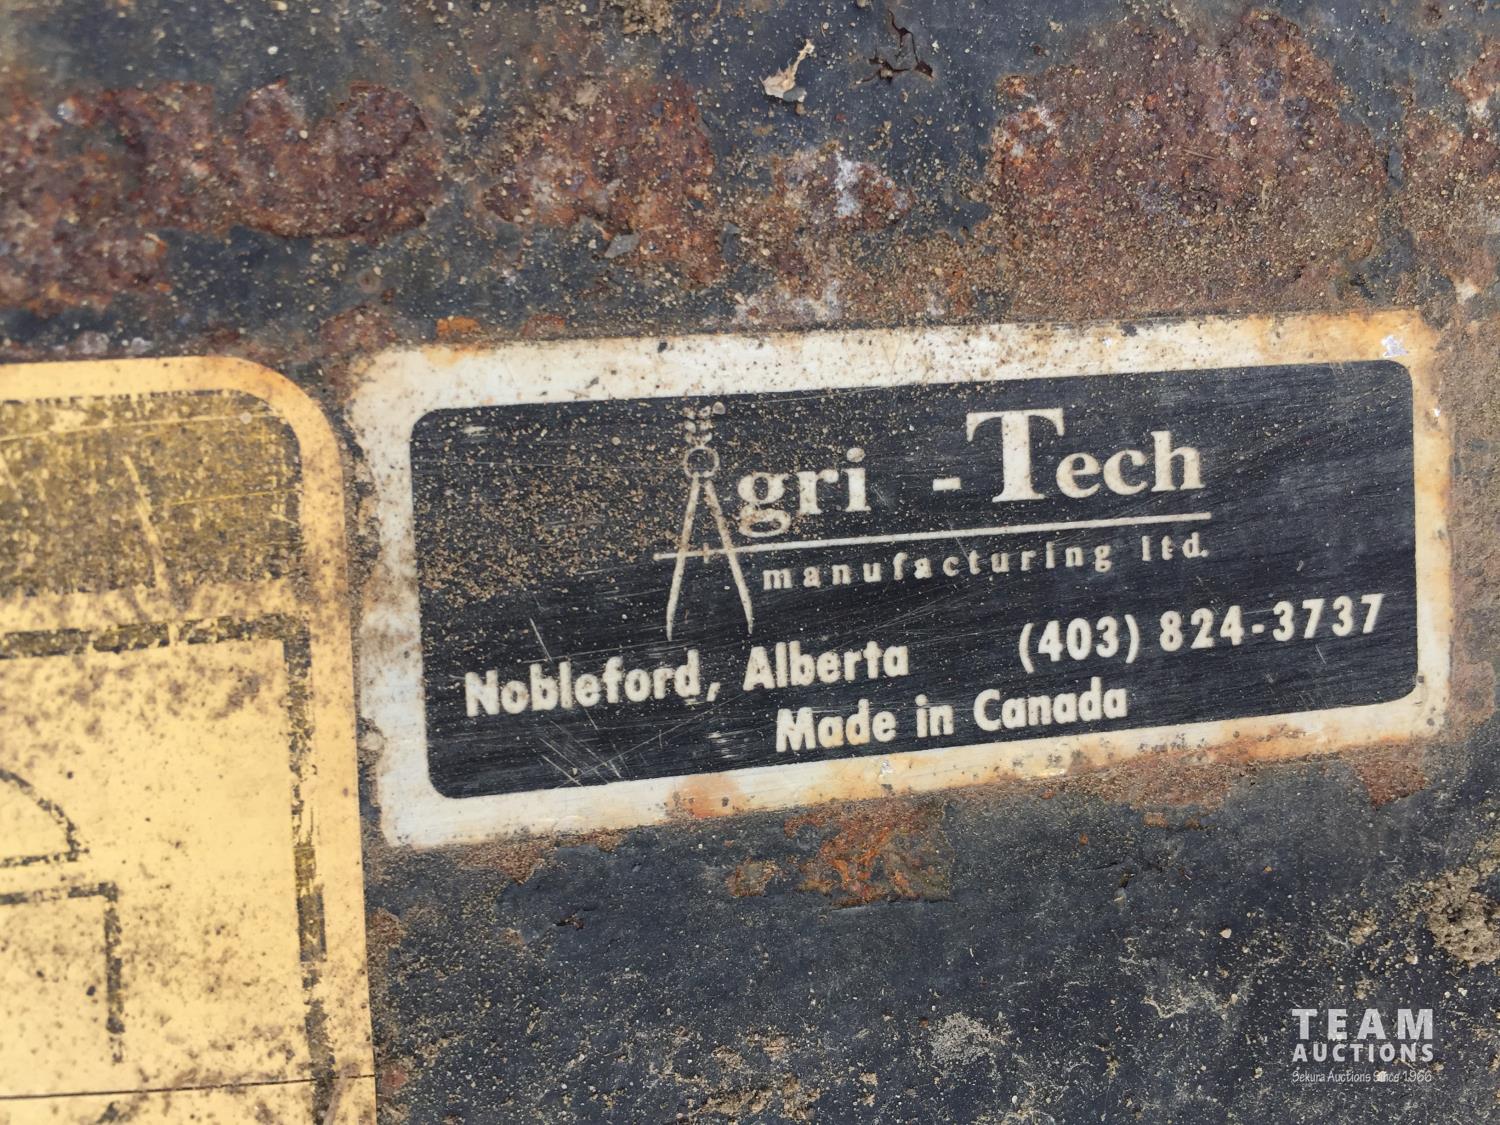 Agri - Tech
manufacturing ltd.
Nobleford, Alberta (403) 824-3737
Made in Canada
TEAM
AUCTIONS
Sekura Auctions Since 1966